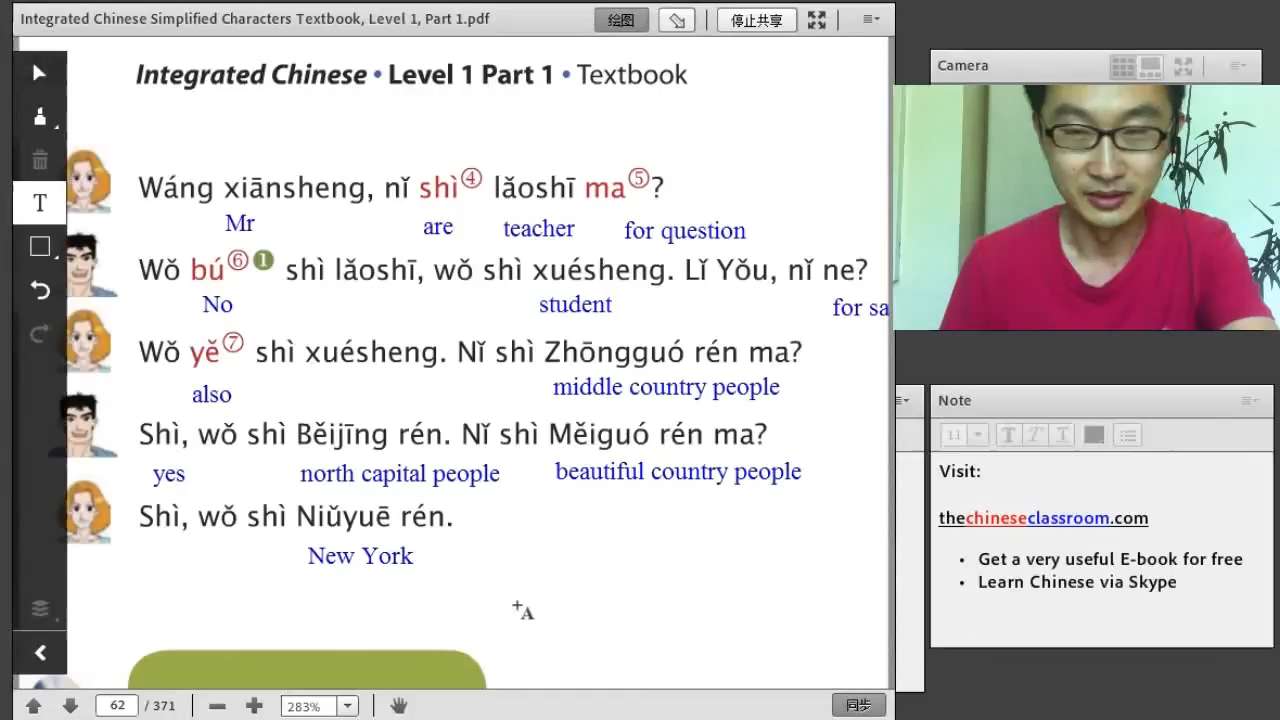 Integrated Chinese Simplified Characters Textbook, Level 1, Part 1.pdf
绘图
停止共享
Integrated Chinese • Level 1 Part 1 • Textbook
Wáng xiānsheng, nǐ shì④ lǎoshī ma⑤?
Mr are teacher for question
Wǒ bú⑥❶ shì lǎoshī, wǒ shì xuésheng. Lǐ Yǒu, nǐ ne?
No student for sa
Wǒ yě⑦ shì xuésheng. Nǐ shì Zhōngguó rén ma?
also middle country people
Shì, wǒ shì Běijīng rén. Nǐ shì Měiguó rén ma?
yes north capital people beautiful country people
Shì, wǒ shì Niǔyuē rén.
New York
62 / 371
283%
同步
Camera
Note
11
Visit:
thechineseclassroom.com
• Get a very useful E-book for free
• Learn Chinese via Skype